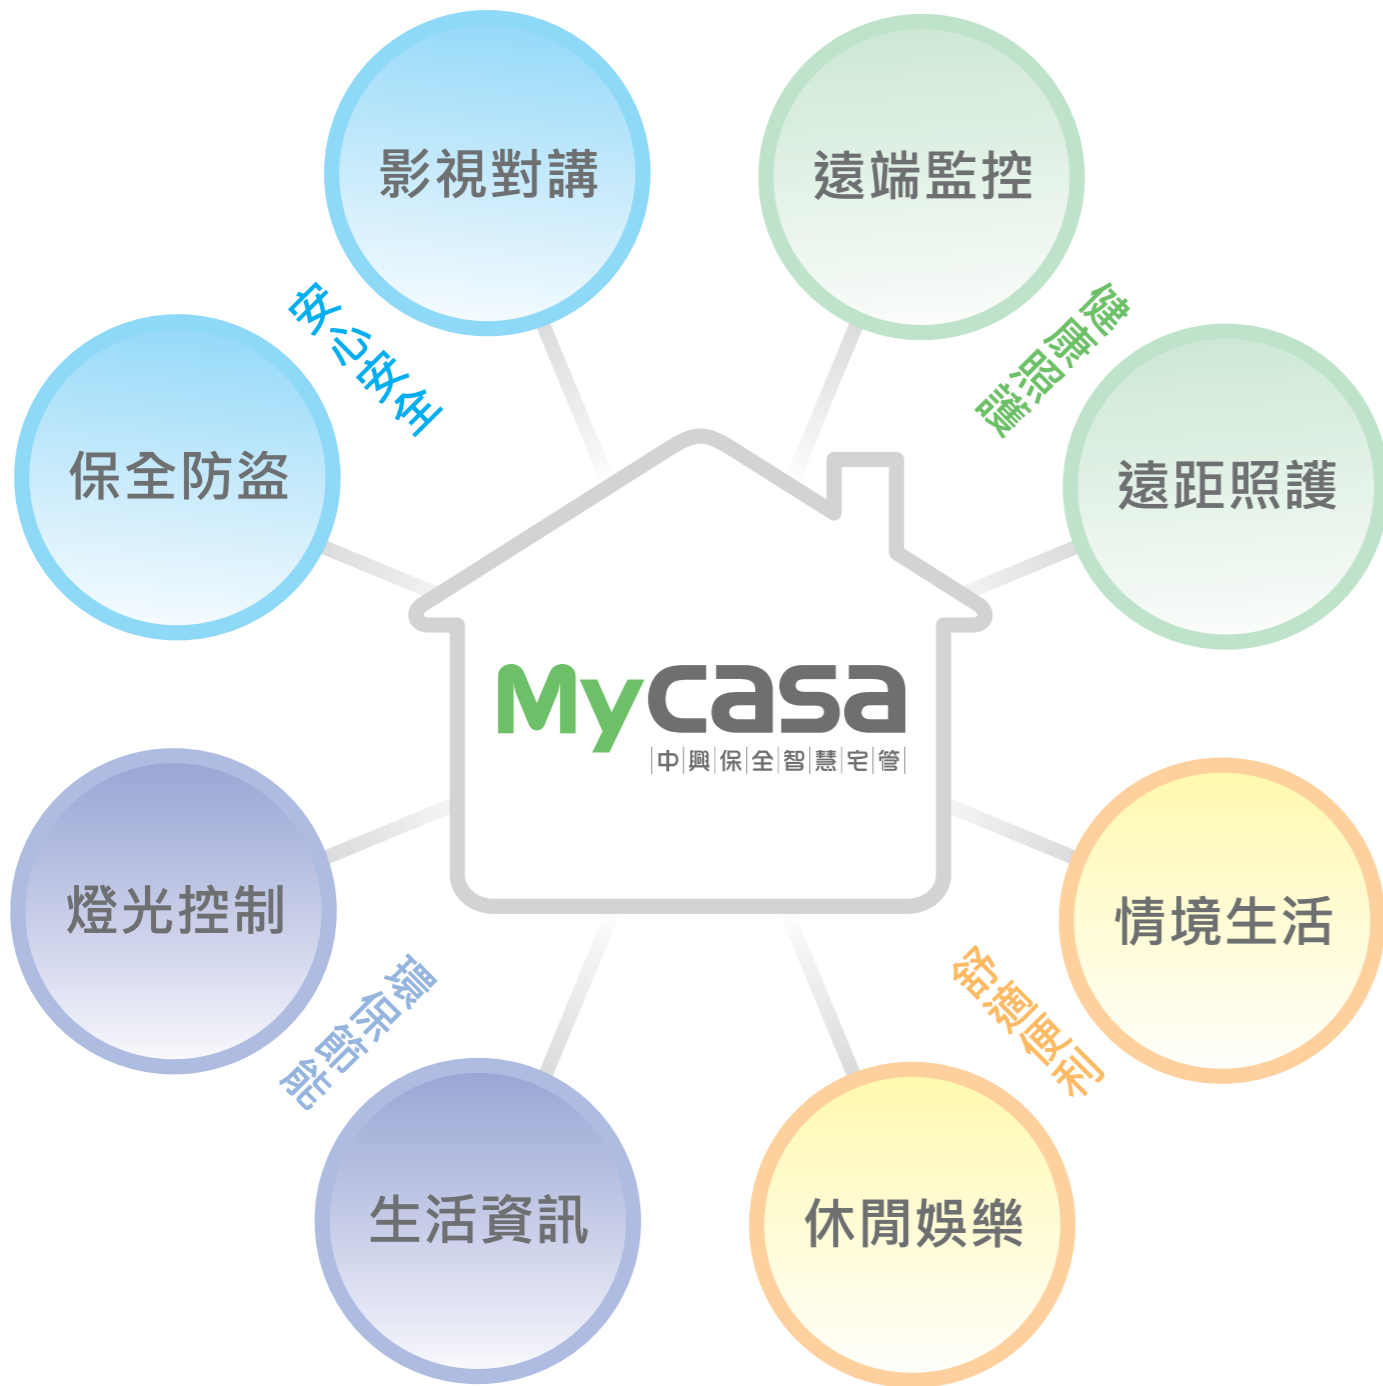 影視對講
遠端監控
安心安全
健康照護
保全防盜
遠距照護
Mycasa
中興保全智慧宅管
燈光控制
情境生活
環保節能
舒適便利
生活資訊
休閒娛樂